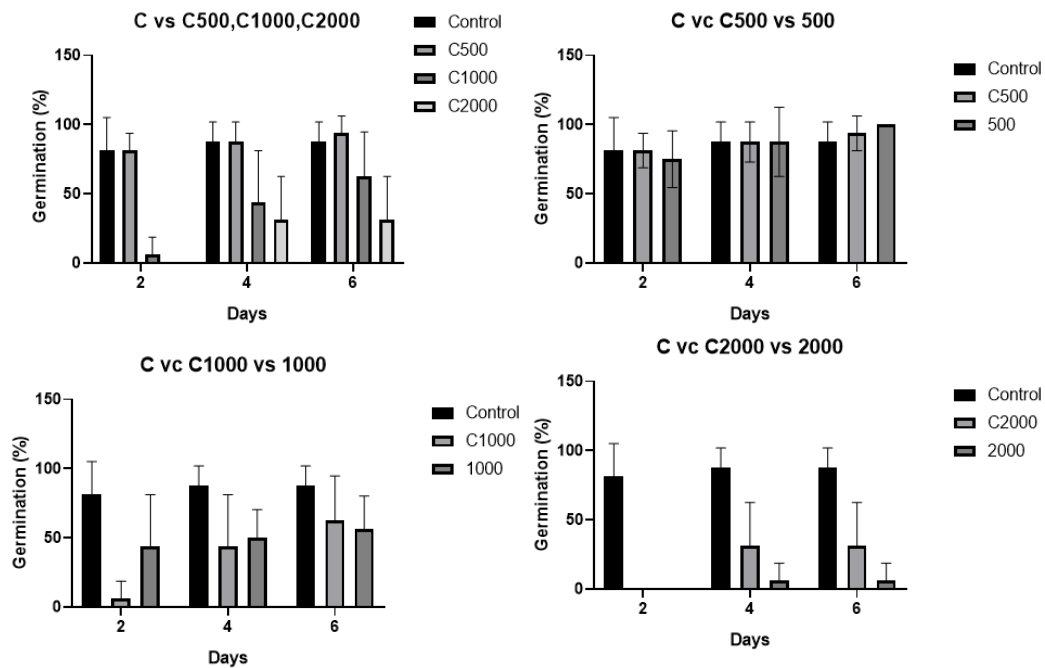 C vs C500,C1000,C2000
Control
C500
C1000
C2000
150
100
50
0
Germination (%)
2 4 6
Days
C vc C500 vs 500
Control
C500
500
150
100
50
0
Germination (%)
2 4 6
Days
C vc C1000 vs 1000
Control
C1000
1000
150
100
50
0
Germination (%)
2 4 6
Days
C vc C2000 vs 2000
Control
C2000
2000
150
100
50
0
Germination (%)
2 4 6
Days